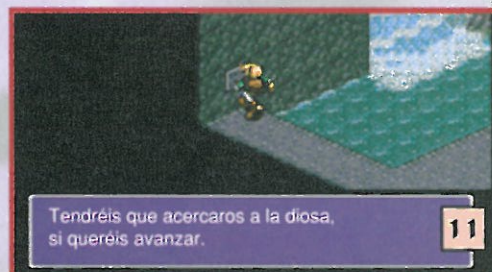 Tendréis que acercaros a la diosa,
si queréis avanzar.
11